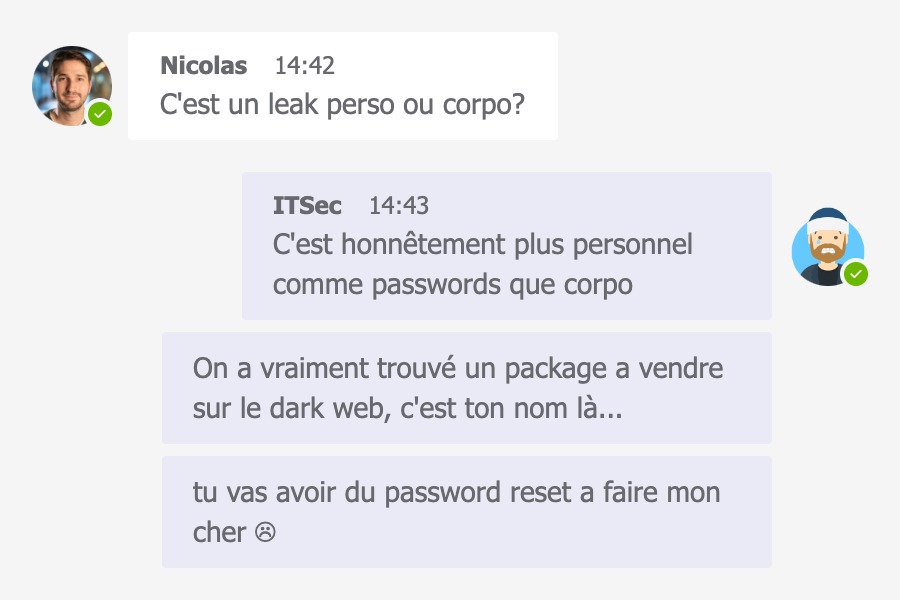 Nicolas 14:42
C'est un leak perso ou corpo?
ITSec 14:43
C'est honnêtement plus personnel
comme passwords que corpo
On a vraiment trouvé un package a vendre
sur le dark web, c'est ton nom là...
tu vas avoir du password reset a faire mon
cher ☹